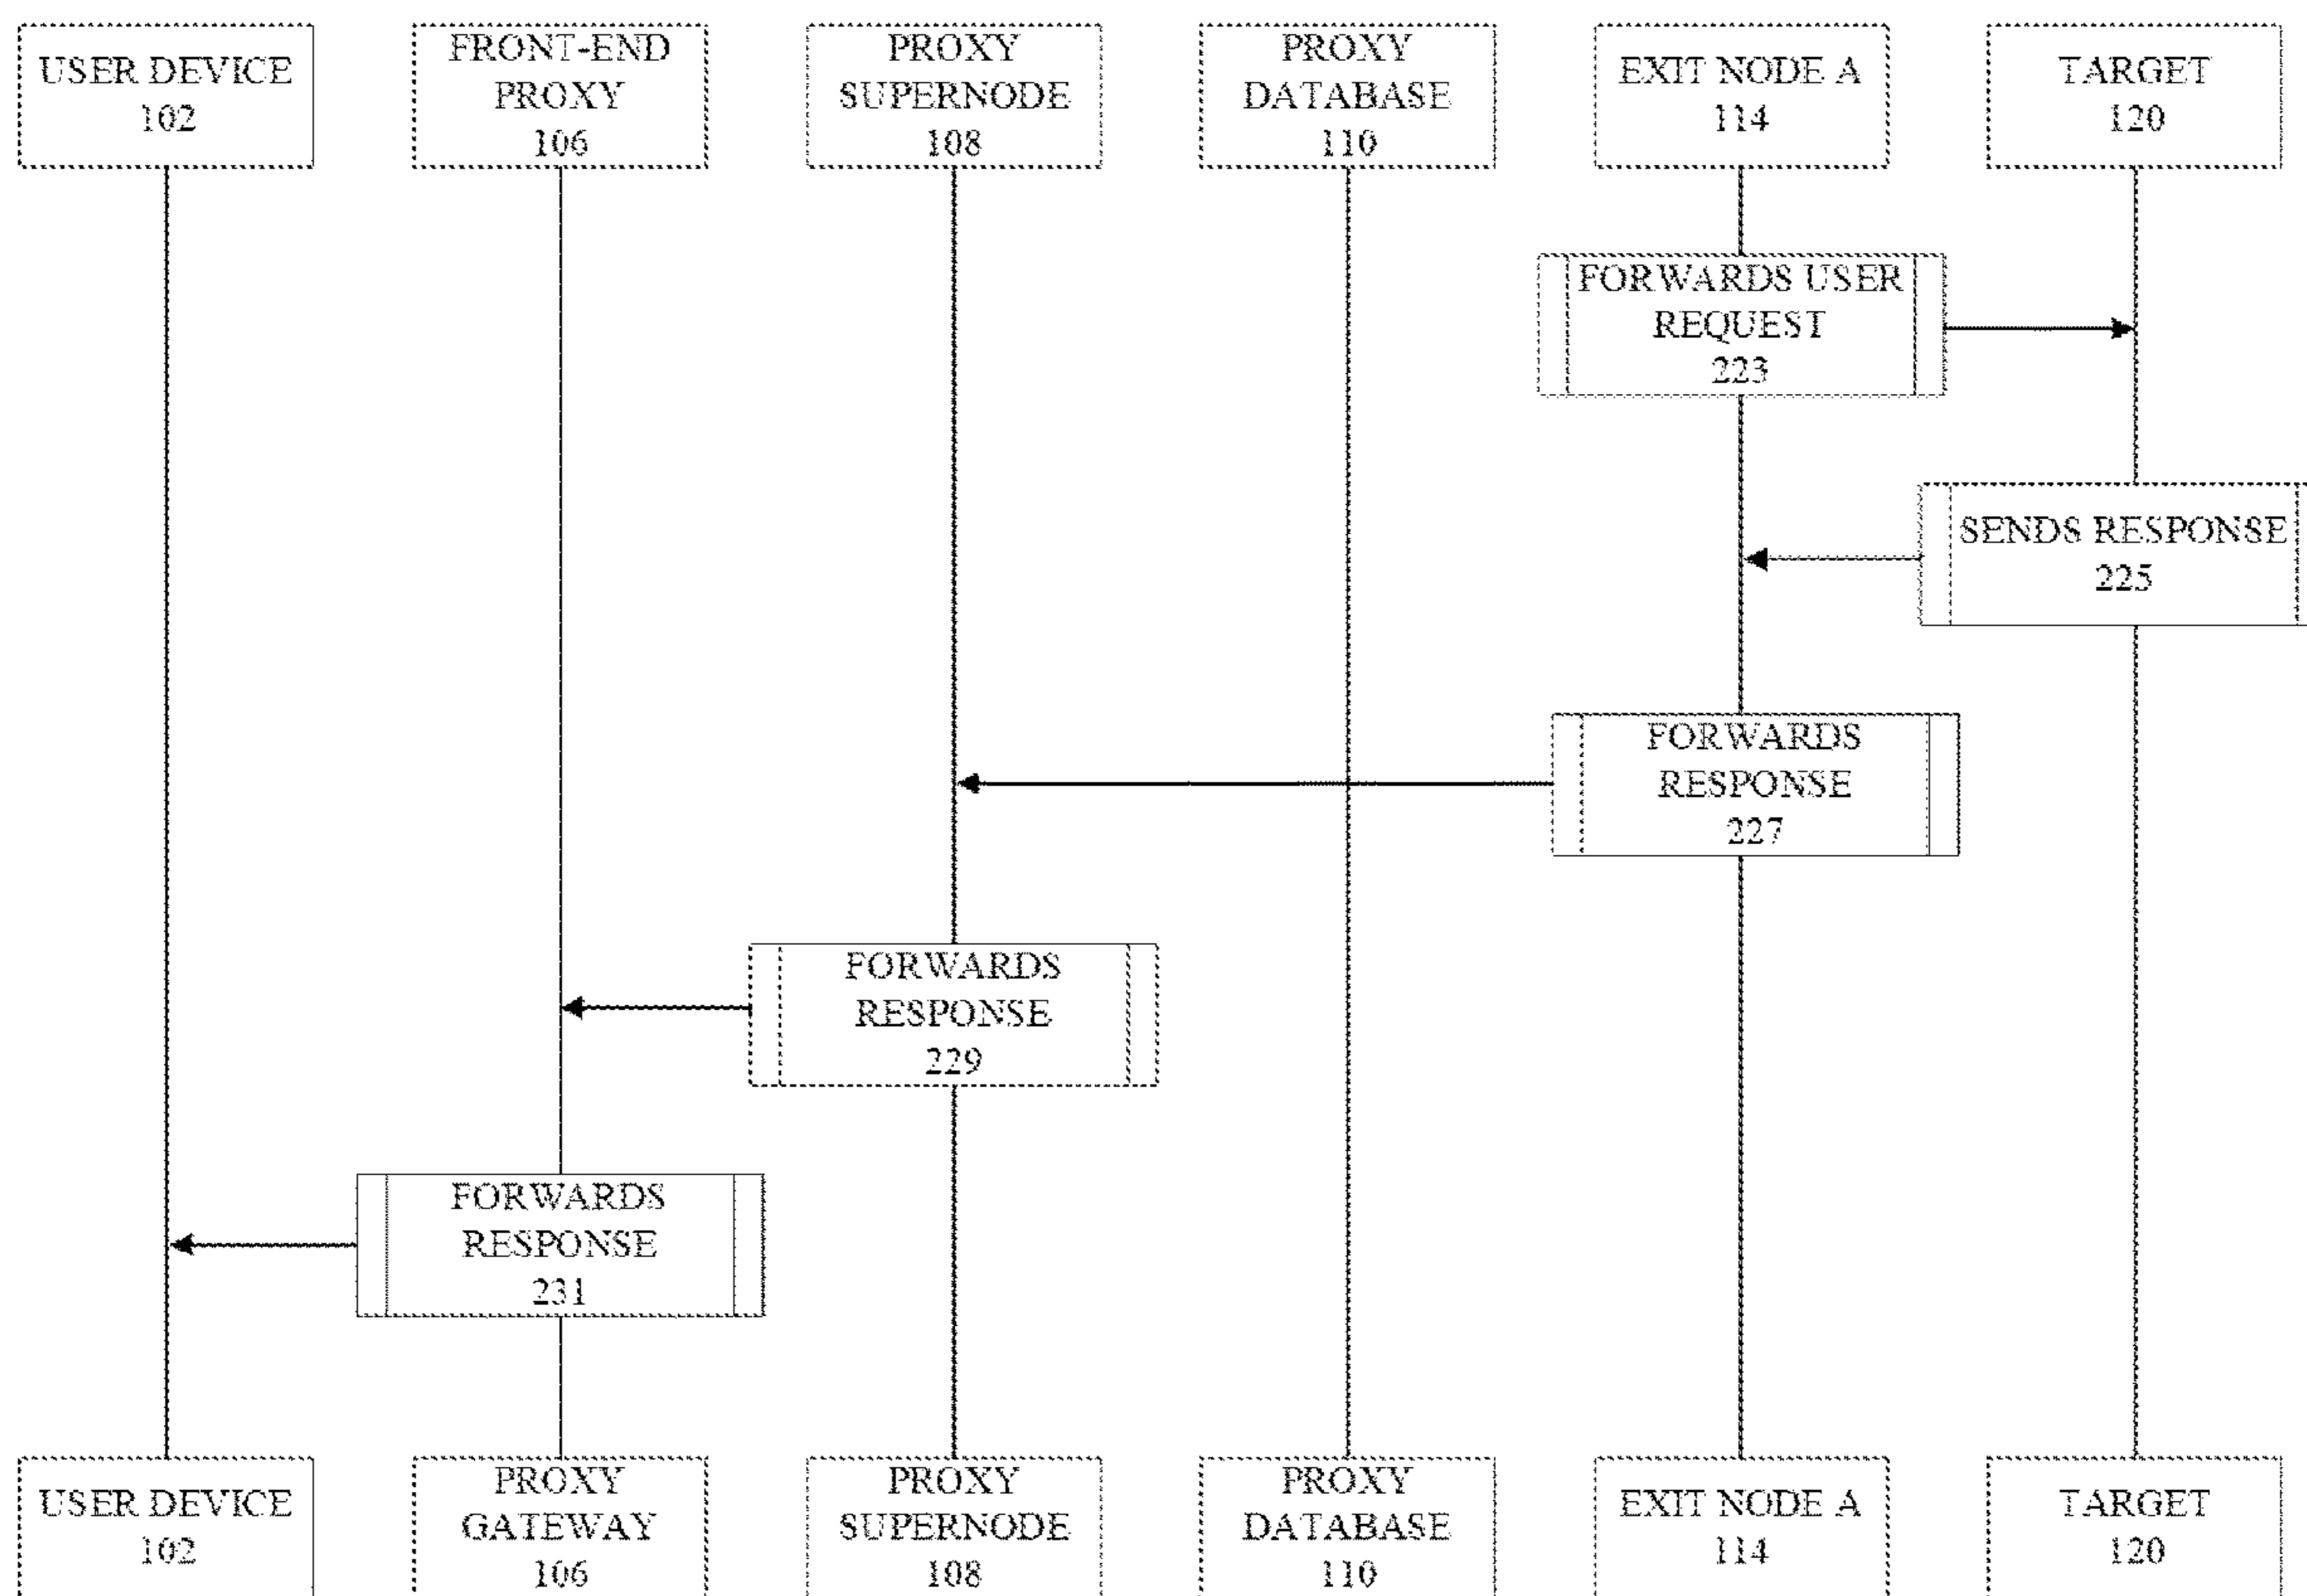 USER DEVICE
102
FRONT-END
PROXY
106
PROXY
SUPERNODE
108
PROXY
DATABASE
110
EXIT NODE A
114
TARGET
120
FORWARDS USER
REQUEST
223
SENDS RESPONSE
225
FORWARDS
RESPONSE
227
FORWARDS
RESPONSE
229
FORWARDS
RESPONSE
231
USER DEVICE
102
PROXY
GATEWAY
106
PROXY
SUPERNODE
108
PROXY
DATABASE
110
EXIT NODE A
114
TARGET
120